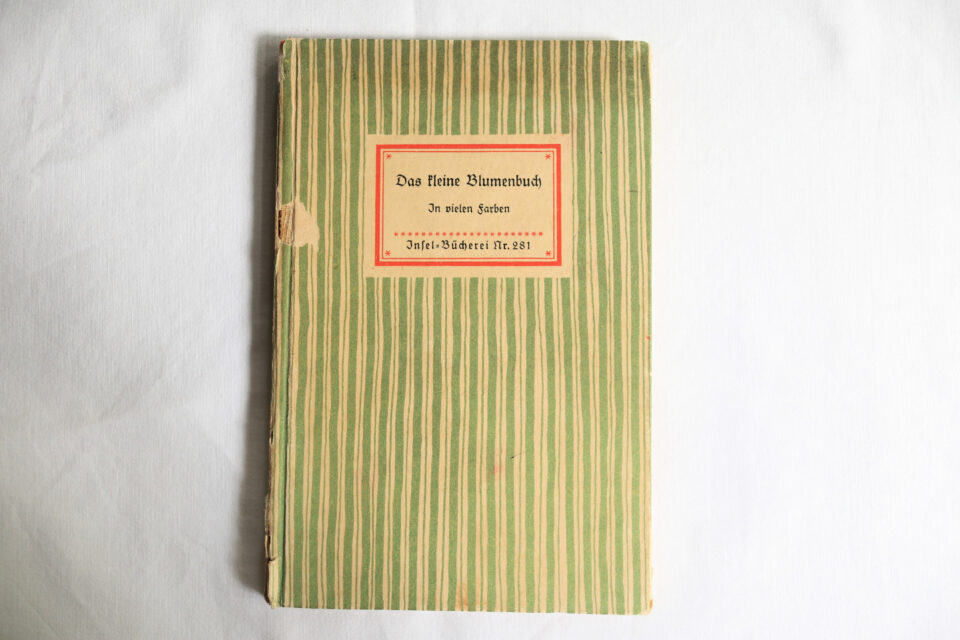 Das kleine Blumenbuch
In vielen Farben
Insel-Bücherei Nr. 281